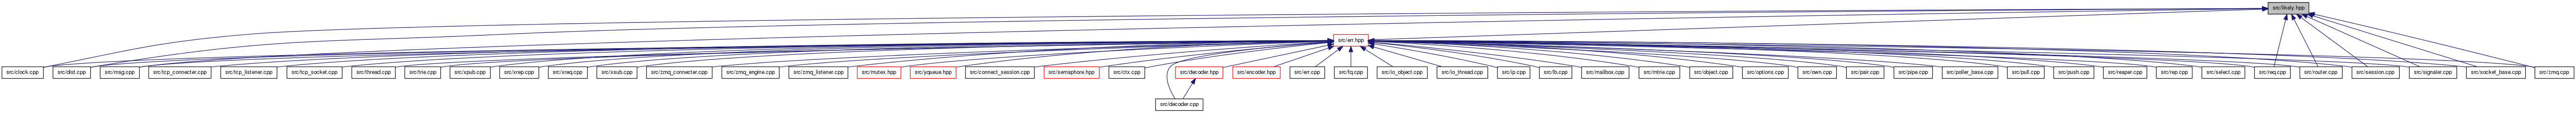 src/likely.hpp
src/err.hpp
src/clock.cpp
src/dist.cpp
src/msg.cpp
src/tcp_connecter.cpp
src/tcp_listener.cpp
src/tcp_socket.cpp
src/thread.cpp
src/trie.cpp
src/xpub.cpp
src/xrep.cpp
src/xreq.cpp
src/xsub.cpp
src/zmq_connecter.cpp
src/zmq_engine.cpp
src/zmq_listener.cpp
src/mutex.hpp
src/yqueue.hpp
src/connect_session.cpp
src/semaphore.hpp
src/ctx.cpp
src/decoder.hpp
src/encoder.hpp
src/err.cpp
src/fq.cpp
src/io_object.cpp
src/io_thread.cpp
src/ip.cpp
src/lb.cpp
src/mailbox.cpp
src/mtrie.cpp
src/object.cpp
src/options.cpp
src/own.cpp
src/pair.cpp
src/pipe.cpp
src/poller_base.cpp
src/pull.cpp
src/push.cpp
src/reaper.cpp
src/rep.cpp
src/select.cpp
src/req.cpp
src/router.cpp
src/session.cpp
src/signaler.cpp
src/socket_base.cpp
src/zmq.cpp
src/decoder.cpp